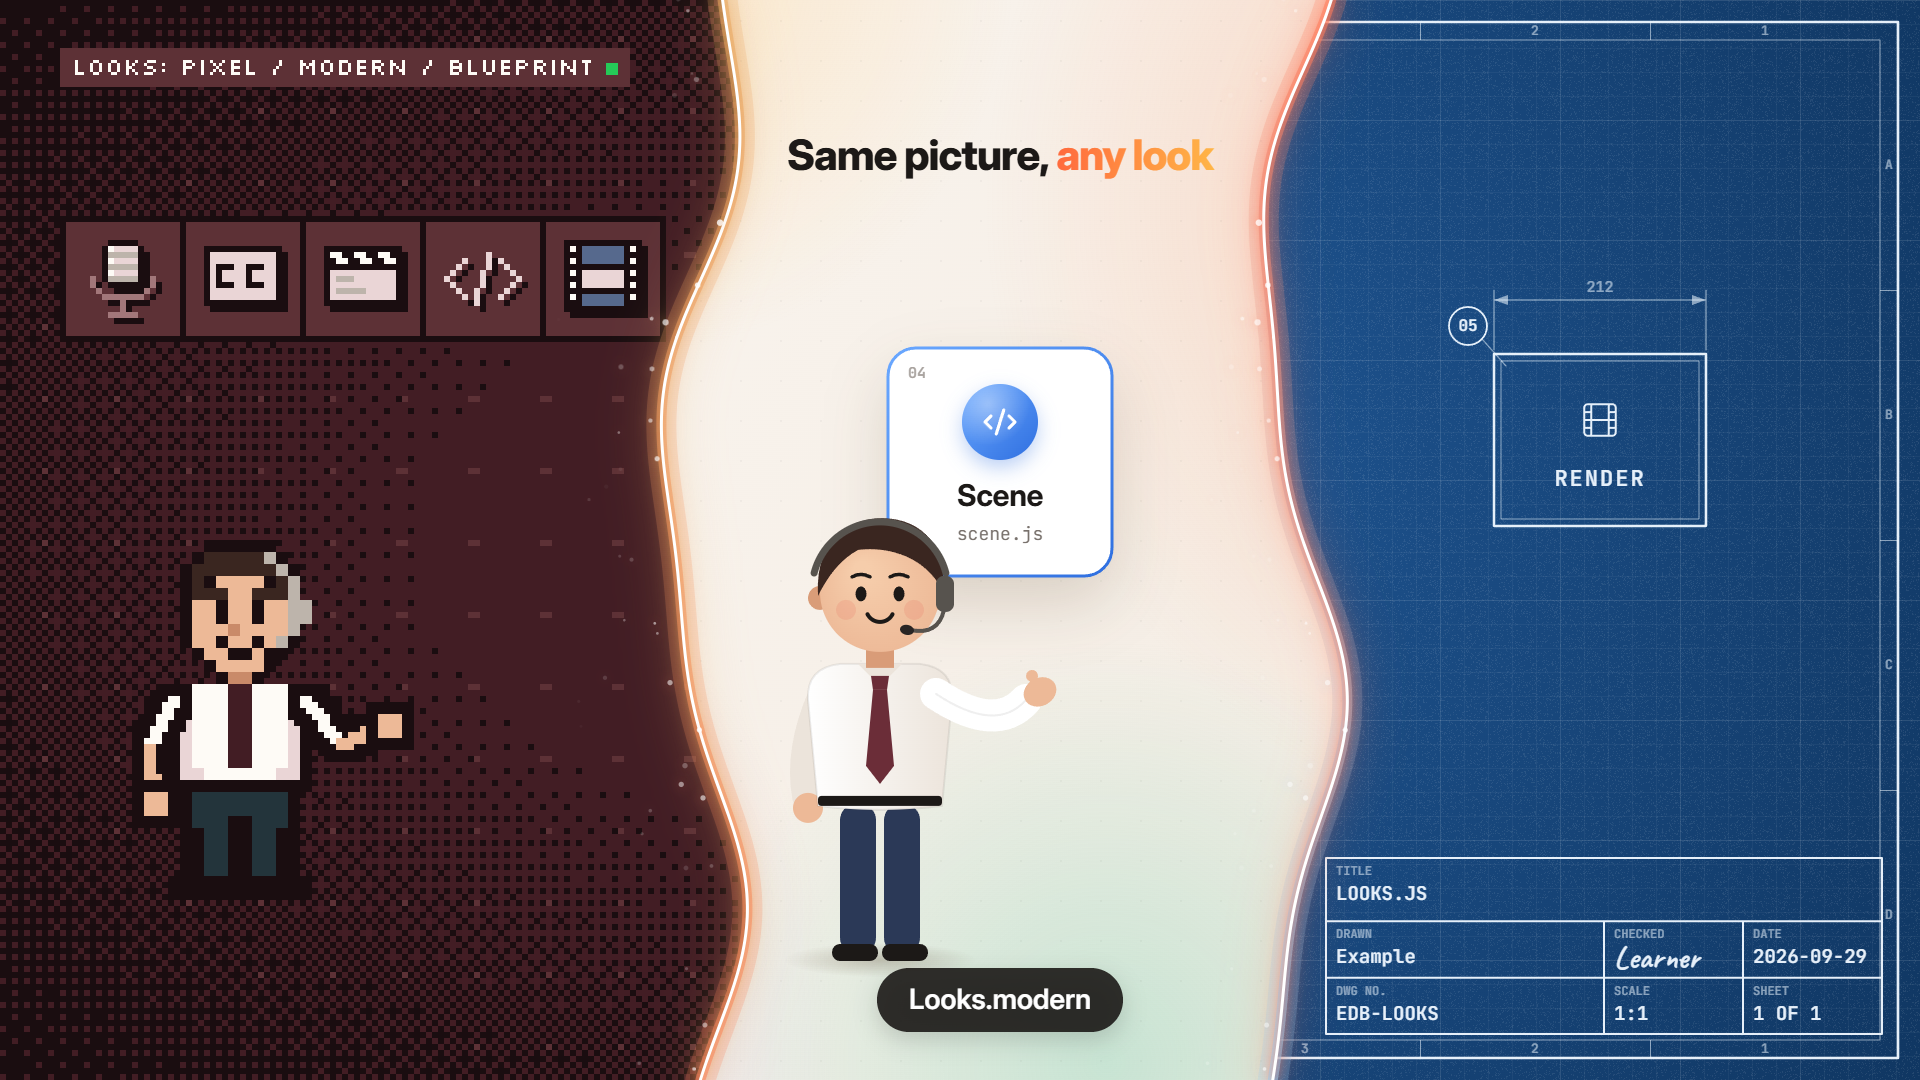 LOOKS: PIXEL / MODERN / BLUEPRINT
CC
Same picture, any look
04
</>
Scene
scene.js
Looks.modern
2
1
A
212
05
B
RENDER
C
TITLE
LOOKS.JS
D
DRAWN
Example
CHECKED
Learner
DATE
2026-09-29
DWG NO.
EDB-LOOKS
SCALE
1:1
SHEET
1 OF 1
3
2
1